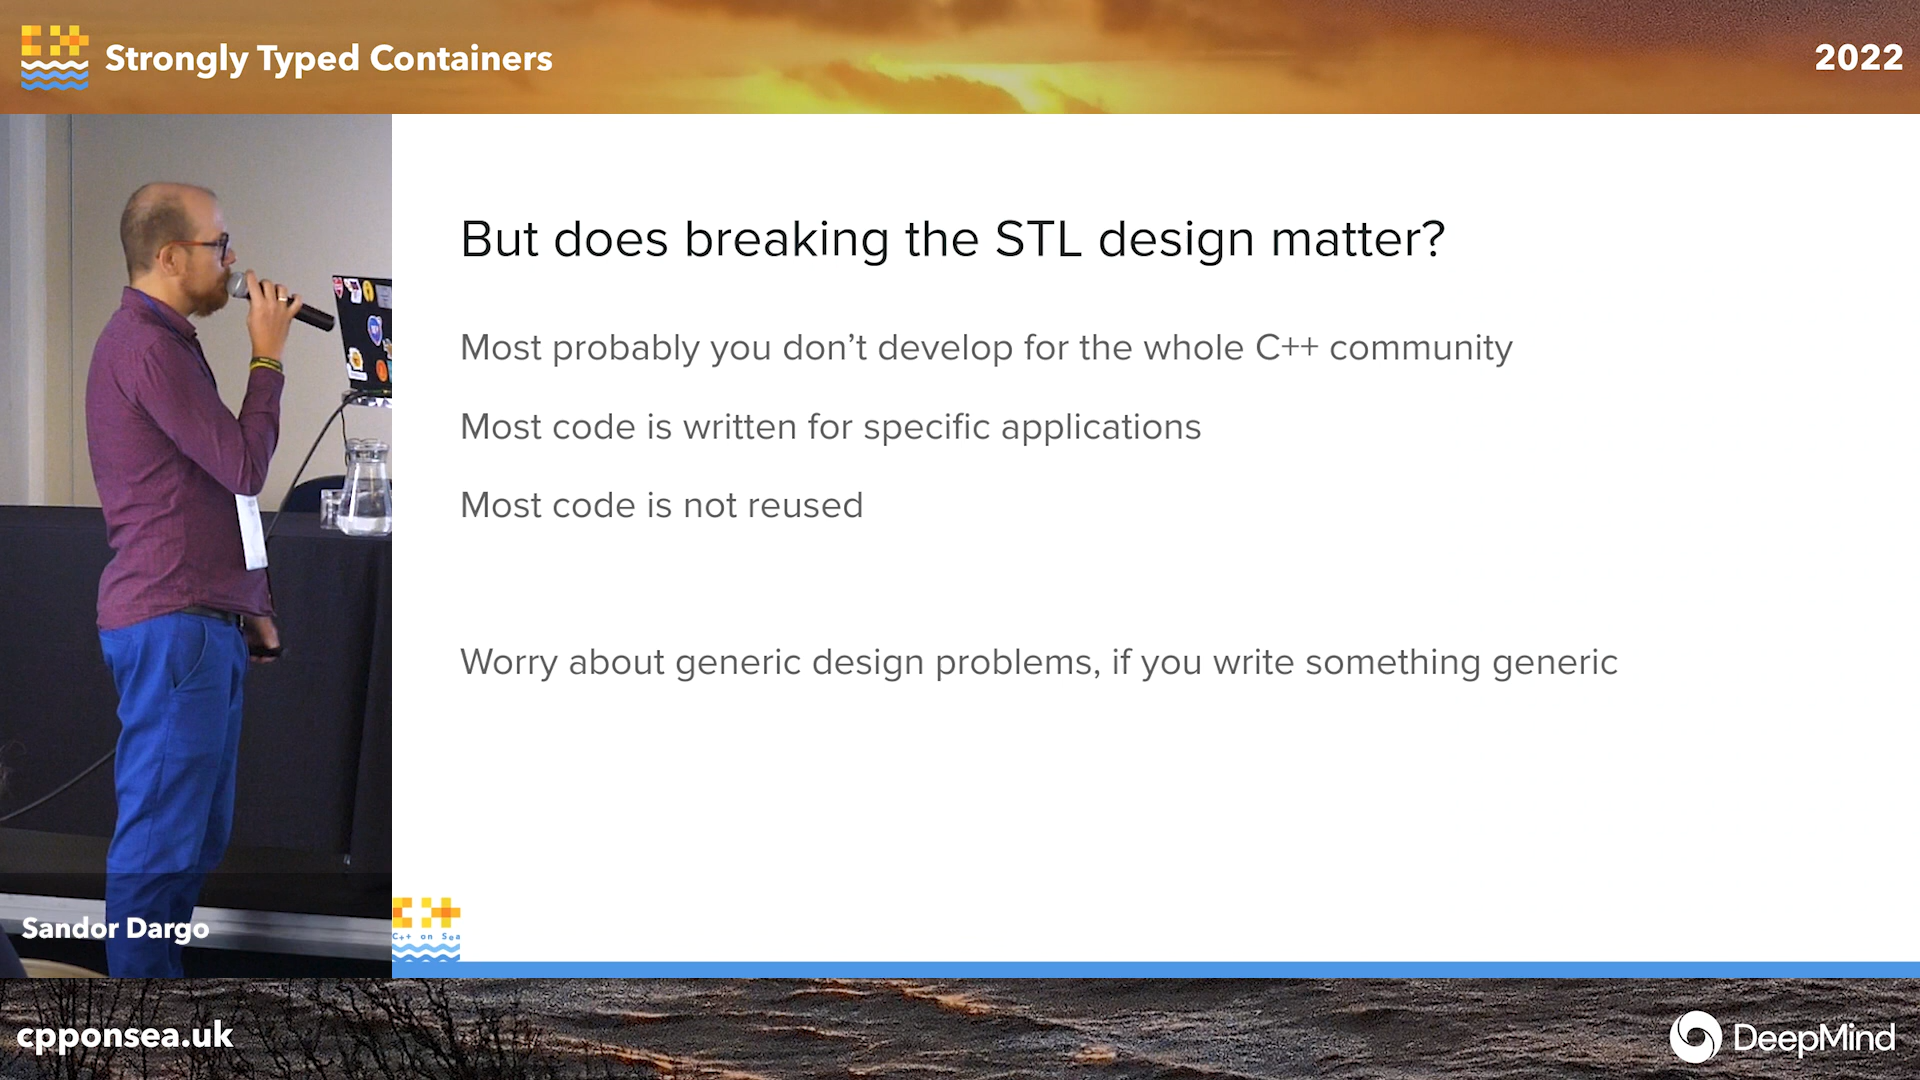 Strongly Typed Containers
2022
But does breaking the STL design matter?
Most probably you don’t develop for the whole C++ community
Most code is written for specific applications
Most code is not reused
Worry about generic design problems, if you write something generic
Sandor Dargo
C++ on Sea
cpponsea.uk
DeepMind